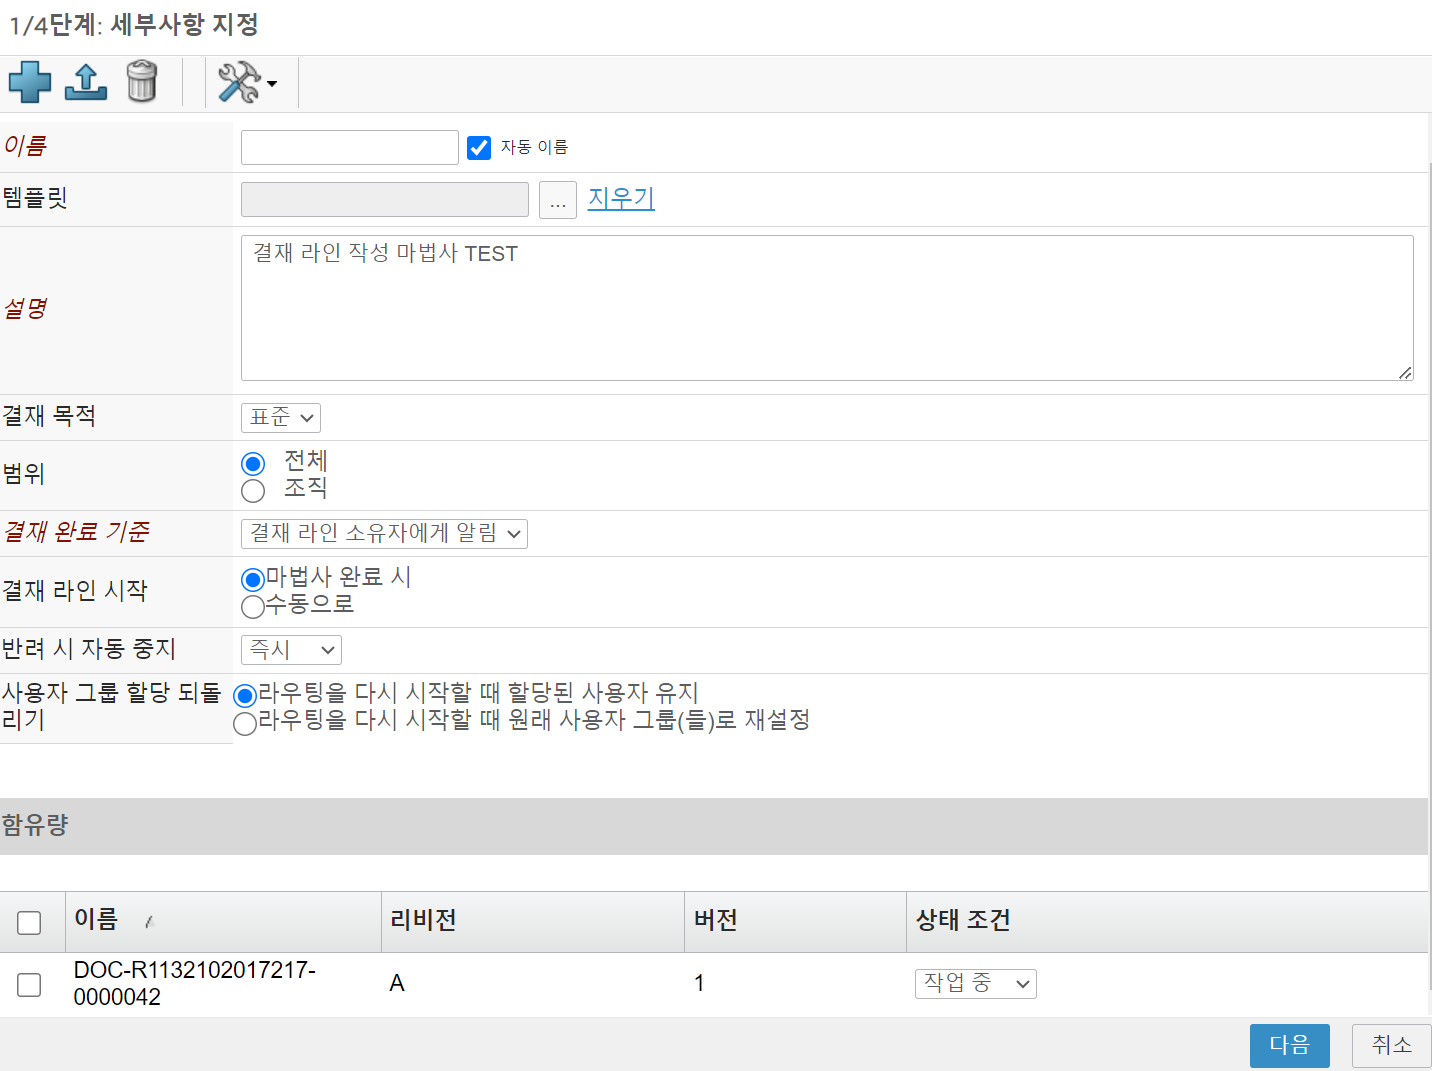 1/4단계: 세부사항 지정
이름
자동 이름
템플릿
...
지우기
설명
결재 라인 작성 마법사 TEST
결재 목적
표준
범위
전체
조직
결재 완료 기준
결재 라인 소유자에게 알림
결재 라인 시작
마법사 완료 시
수동으로
반려 시 자동 중지
즉시
사용자 그룹 할당 되돌
리기
라우팅을 다시 시작할 때 할당된 사용자 유지
라우팅을 다시 시작할 때 원래 사용자 그룹(들)로 재설정
함유량
이름 리비전 버전 상태 조건
DOC-R1132102017217-
0000042
A
1
작업 중
다음
취소